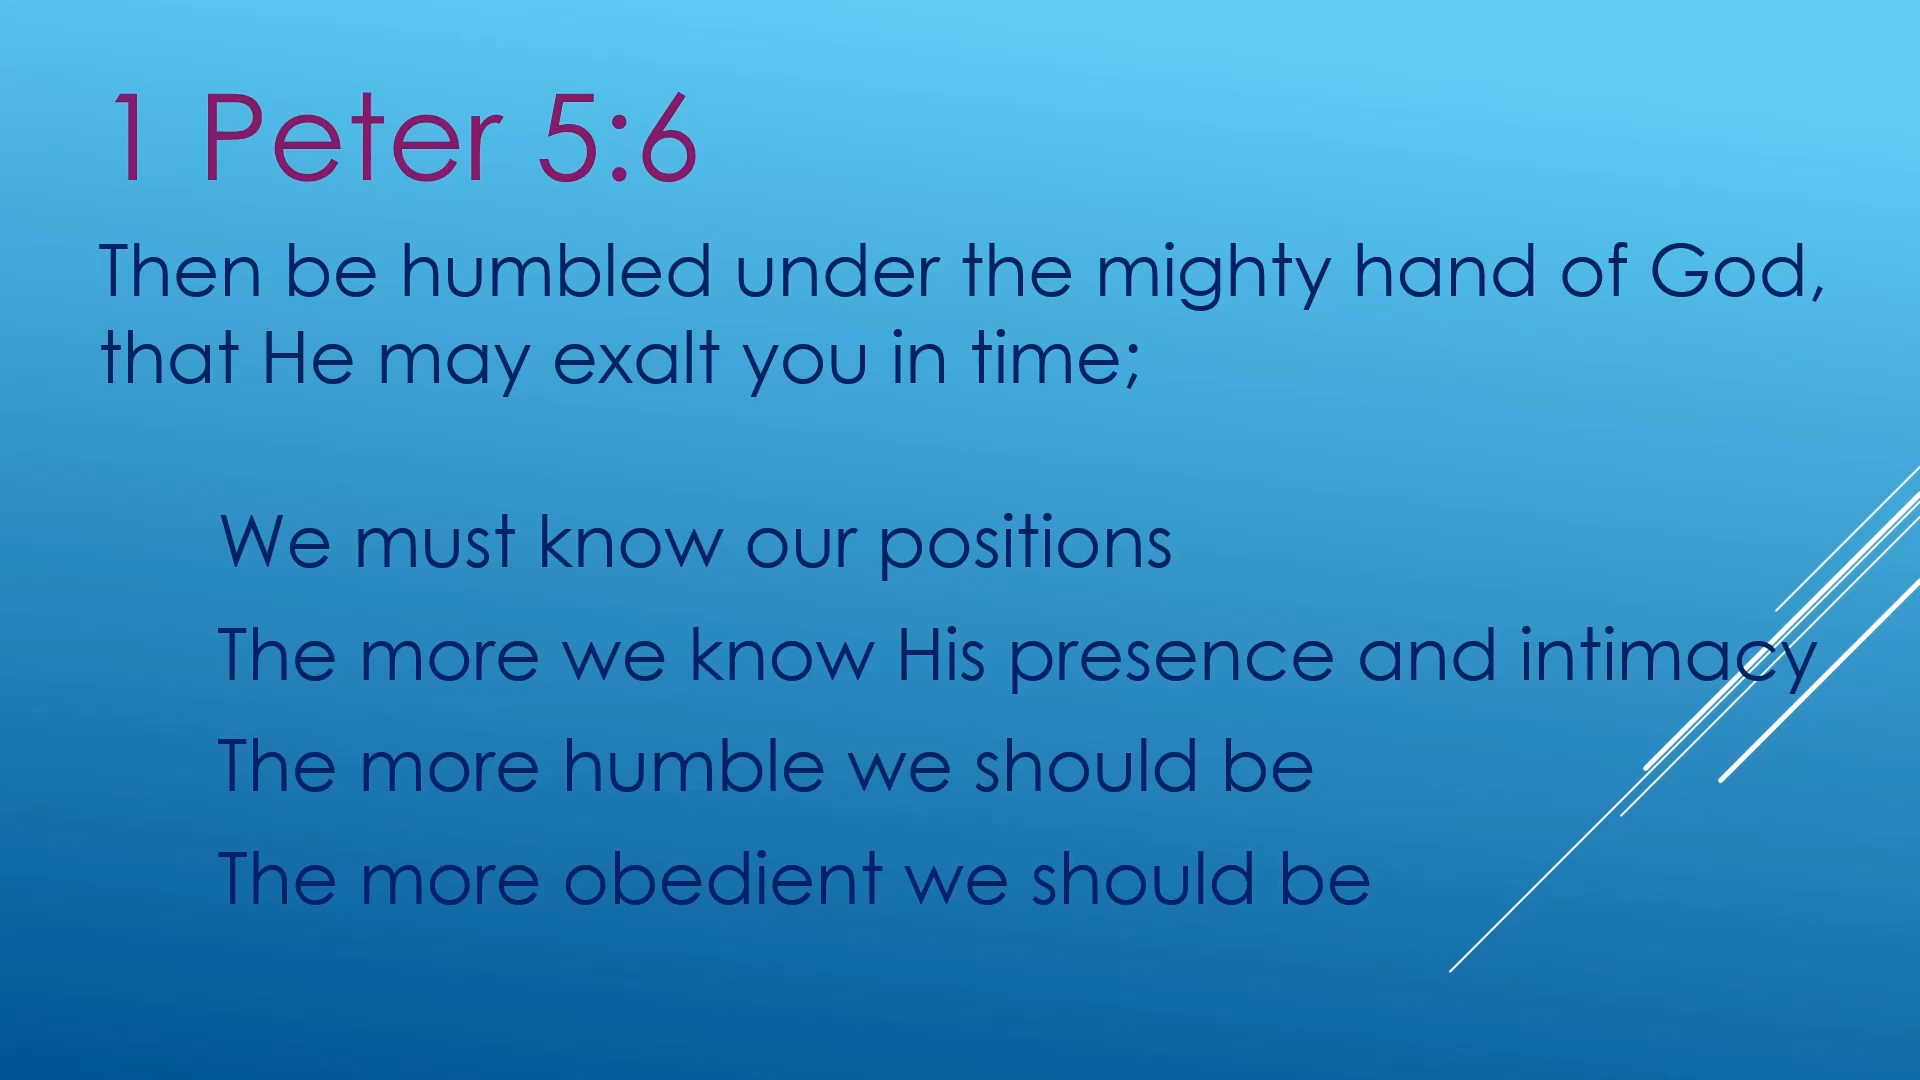 1 Peter 5:6
Then be humbled under the mighty hand of God,
that He may exalt you in time;
We must know our positions
The more we know His presence and intimacy
The more humble we should be
The more obedient we should be